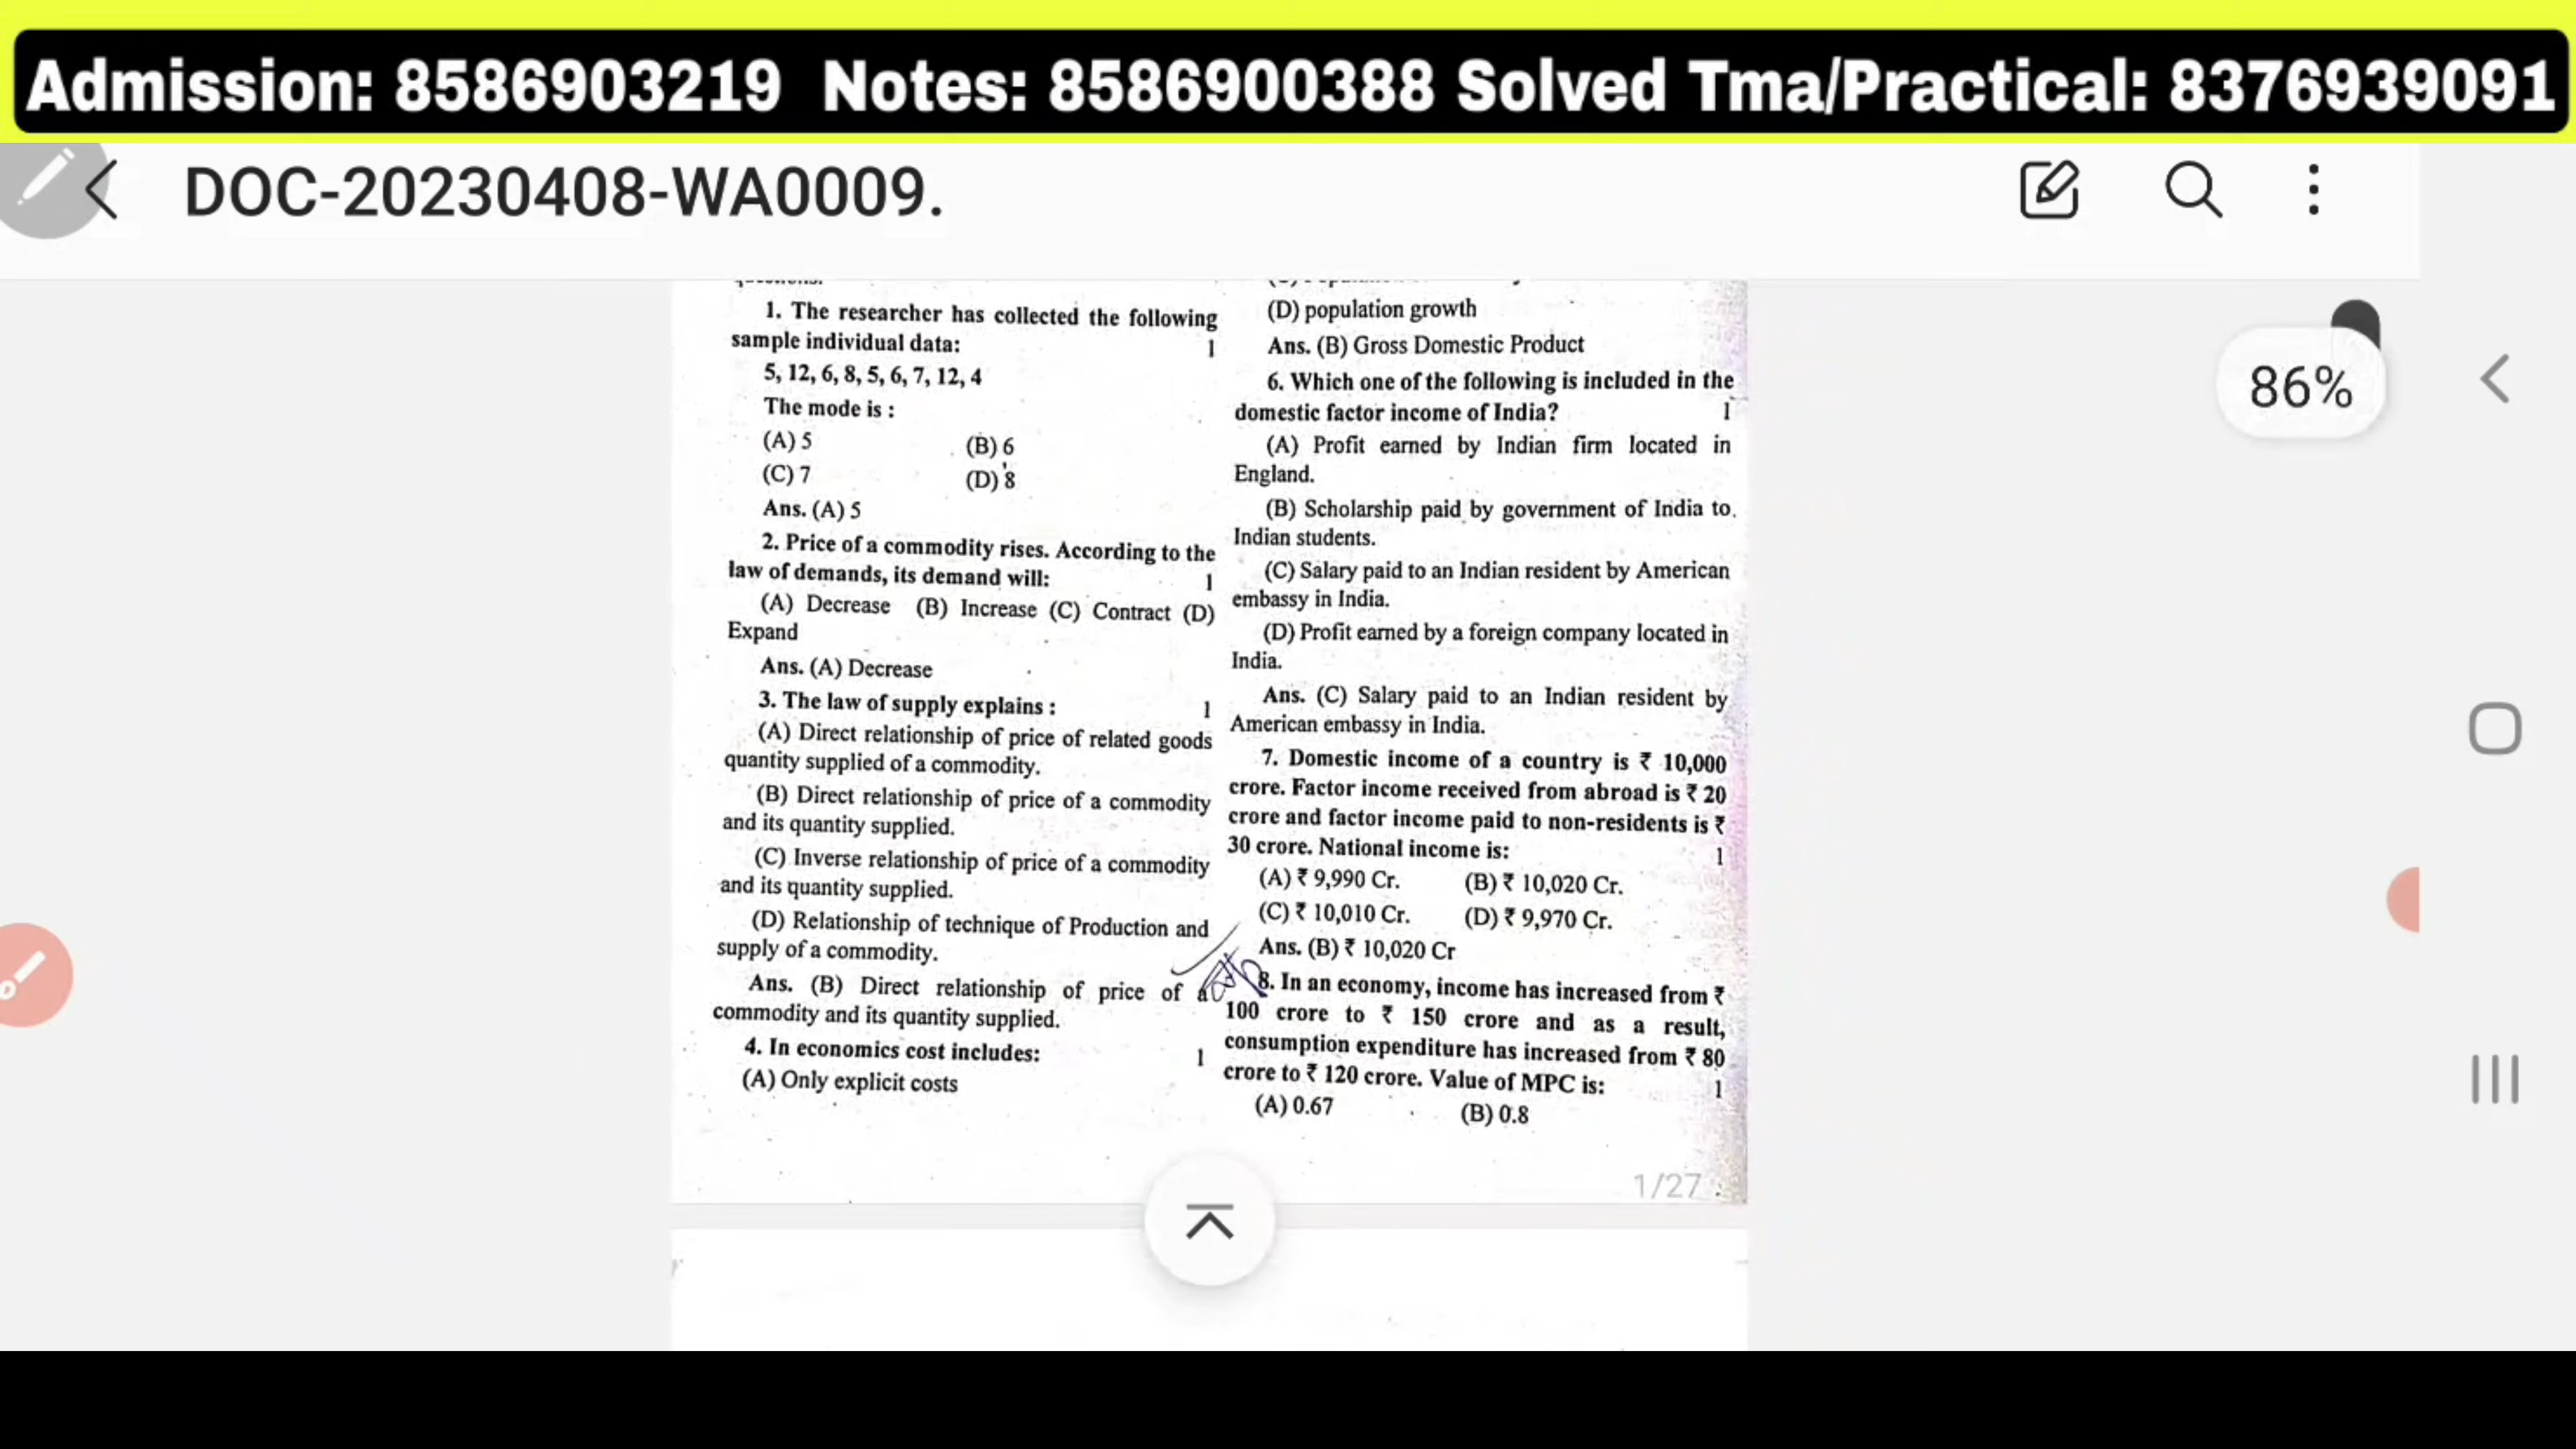 Admission: 8586903219 Notes: 8586900388 Solved Tma/Practical: 8376939091
DOC-20230408-WA0009.
86%
1. The researcher has collected the following
sample individual data: 1
5, 12, 6, 8, 5, 6, 7, 12, 4
The mode is :
(A) 5 (B) 6
(C) 7 (D) 8
Ans. (A) 5
2. Price of a commodity rises. According to the
law of demands, its demand will: 1
(A) Decrease (B) Increase (C) Contract (D)
Expand
Ans. (A) Decrease
3. The law of supply explains : 1
(A) Direct relationship of price of related goods
quantity supplied of a commodity.
(B) Direct relationship of price of a commodity
and its quantity supplied.
(C) Inverse relationship of price of a commodity
and its quantity supplied.
(D) Relationship of technique of Production and
supply of a commodity.
Ans. (B) Direct relationship of price of a
commodity and its quantity supplied.
4. In economics cost includes: 1
(A) Only explicit costs
(D) population growth
Ans. (B) Gross Domestic Product
6. Which one of the following is included in the
domestic factor income of India? 1
(A) Profit earned by Indian firm located in
England.
(B) Scholarship paid by government of India to
Indian students.
(C) Salary paid to an Indian resident by American
embassy in India.
(D) Profit earned by a foreign company located in
India.
Ans. (C) Salary paid to an Indian resident by
American embassy in India.
7. Domestic income of a country is ₹ 10,000
crore. Factor income received from abroad is ₹ 20
crore and factor income paid to non-residents is ₹
30 crore. National income is: 1
(A) ₹ 9,990 Cr. (B) ₹ 10,020 Cr.
(C) ₹ 10,010 Cr. (D) ₹ 9,970 Cr.
Ans. (B) ₹ 10,020 Cr
8. In an economy, income has increased from ₹
100 crore to ₹ 150 crore and as a result,
consumption expenditure has increased from ₹ 80
crore to ₹ 120 crore. Value of MPC is: 1
(A) 0.67 (B) 0.8
1/27